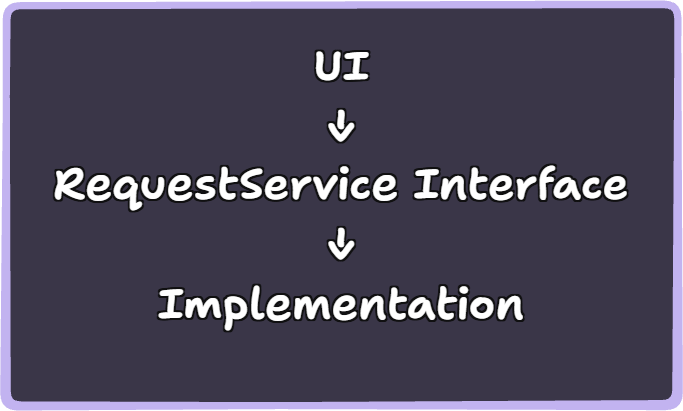 UI
↓
RequestService Interface
↓
Implementation